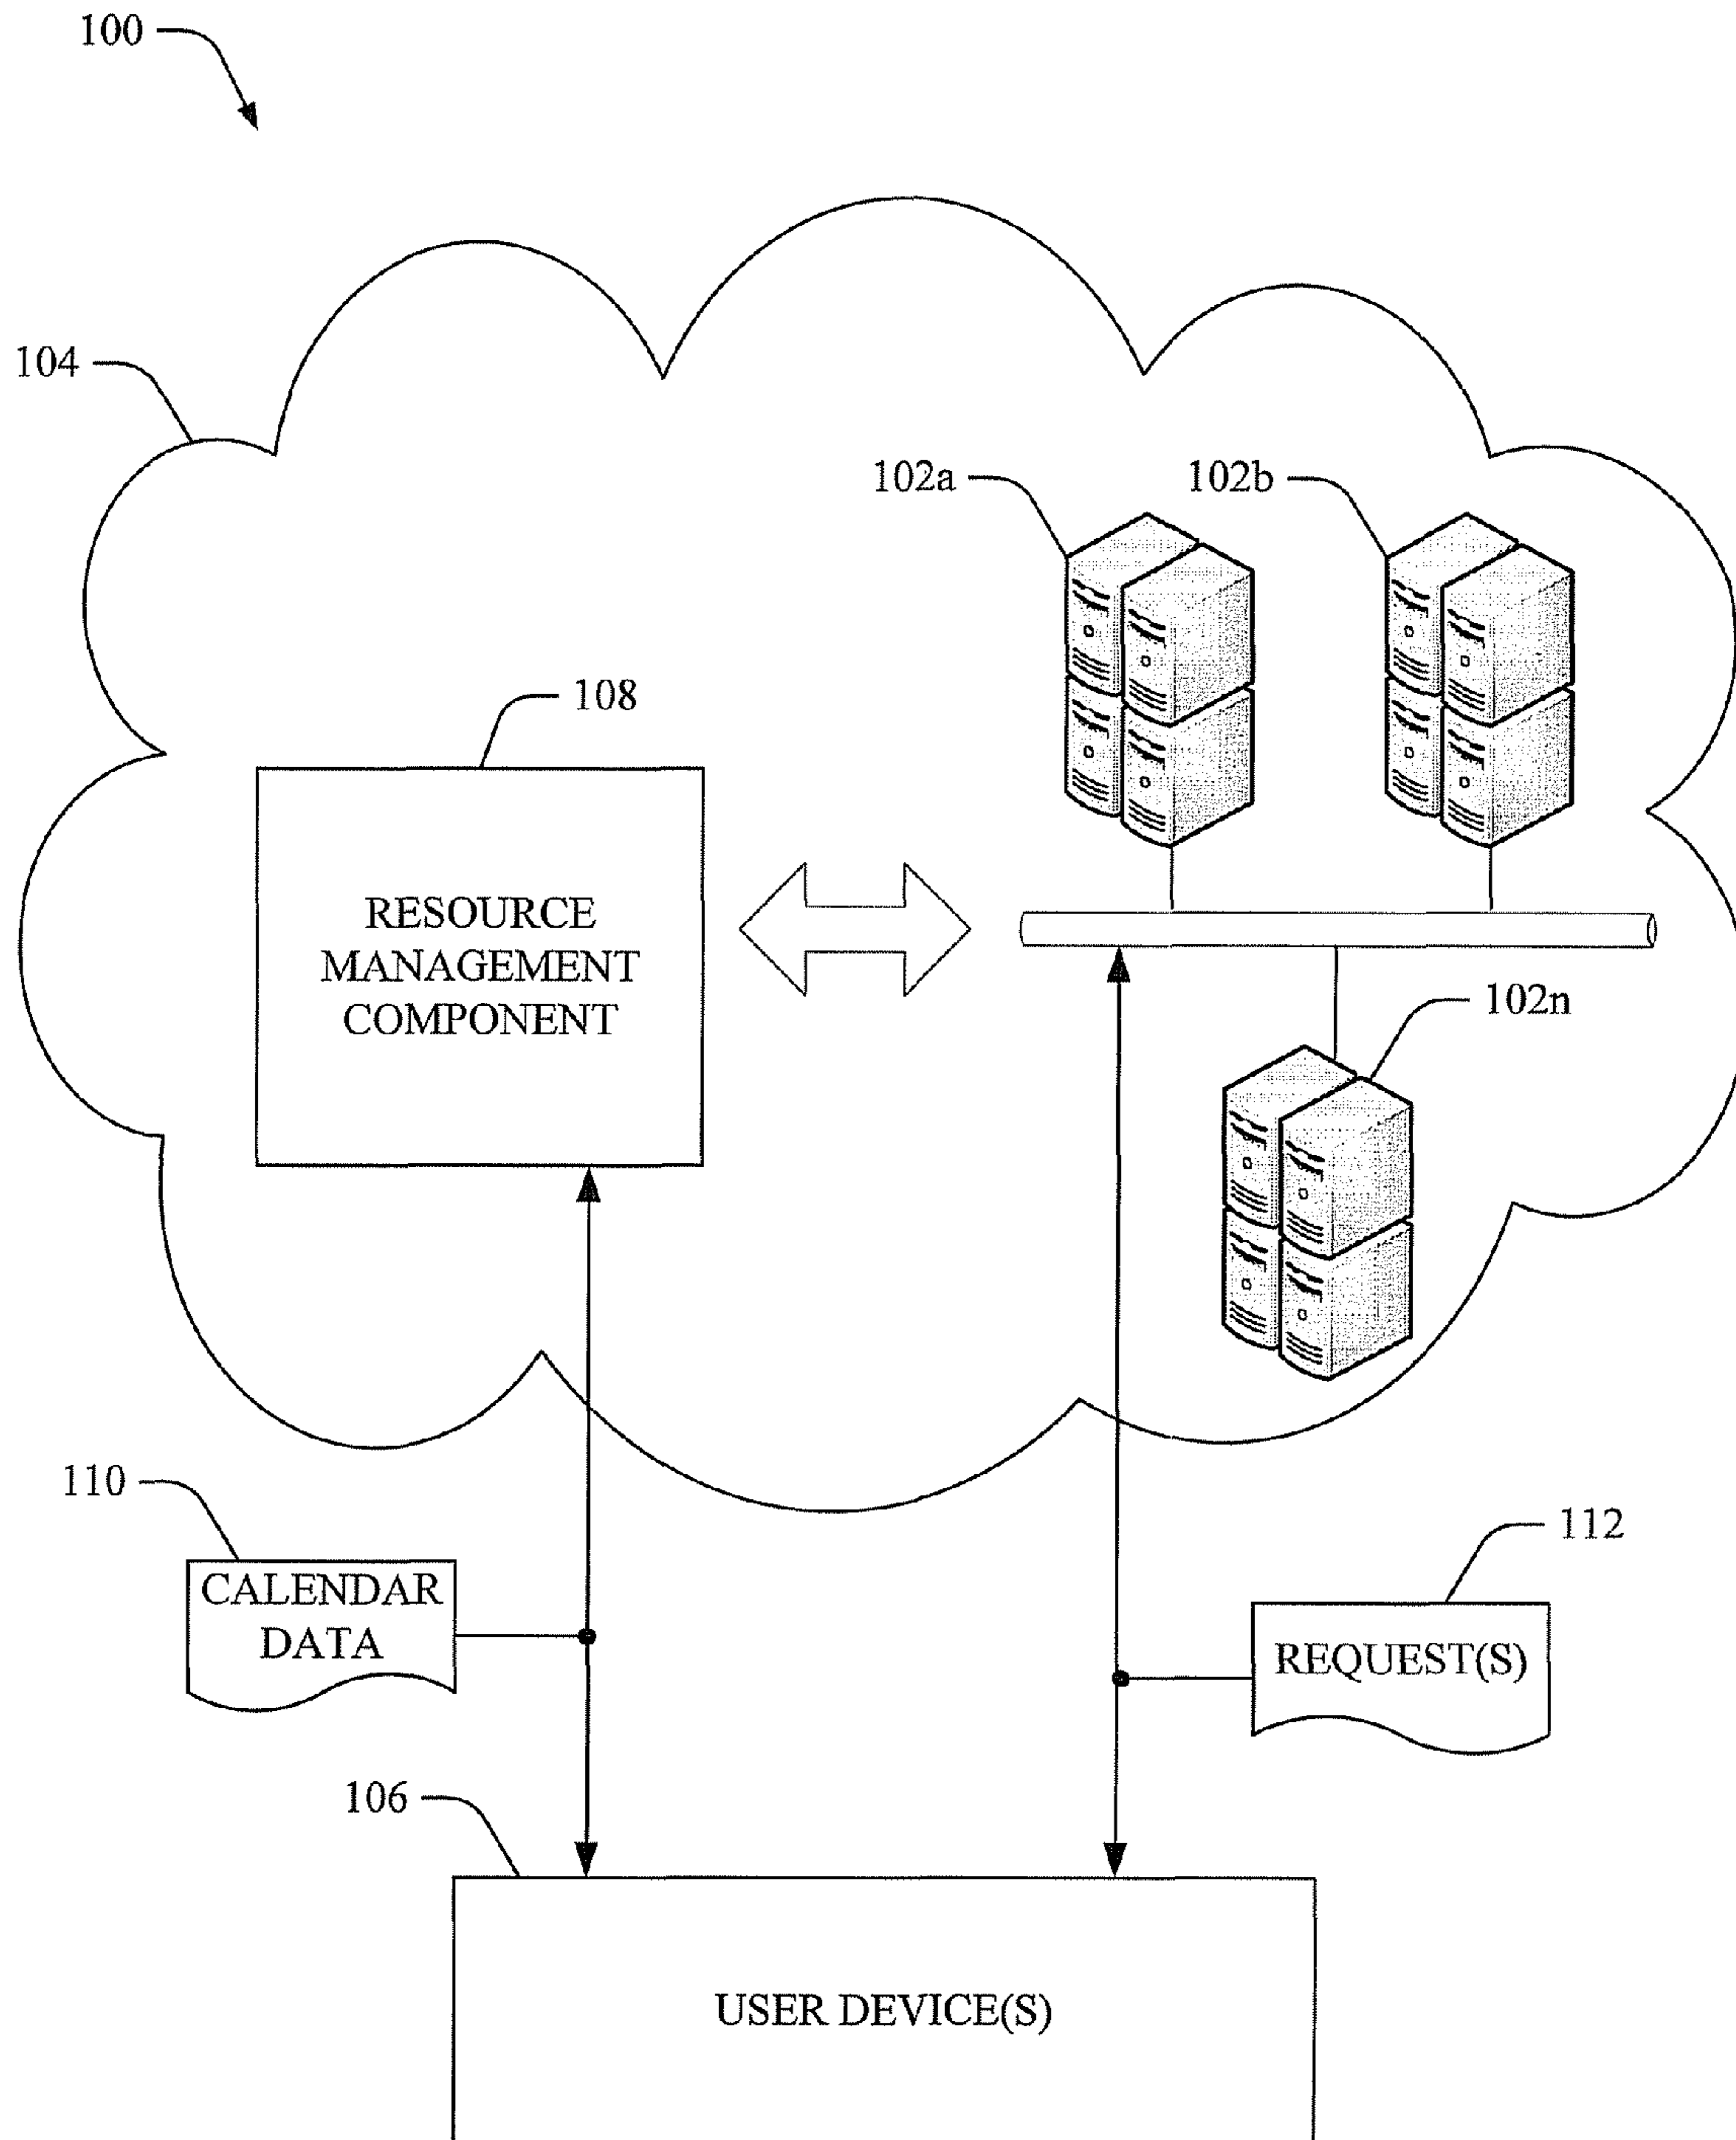 100
104
102a
102b
108
RESOURCE
MANAGEMENT
COMPONENT
102n
110
CALENDAR
DATA
112
REQUEST(S)
106
USER DEVICE(S)